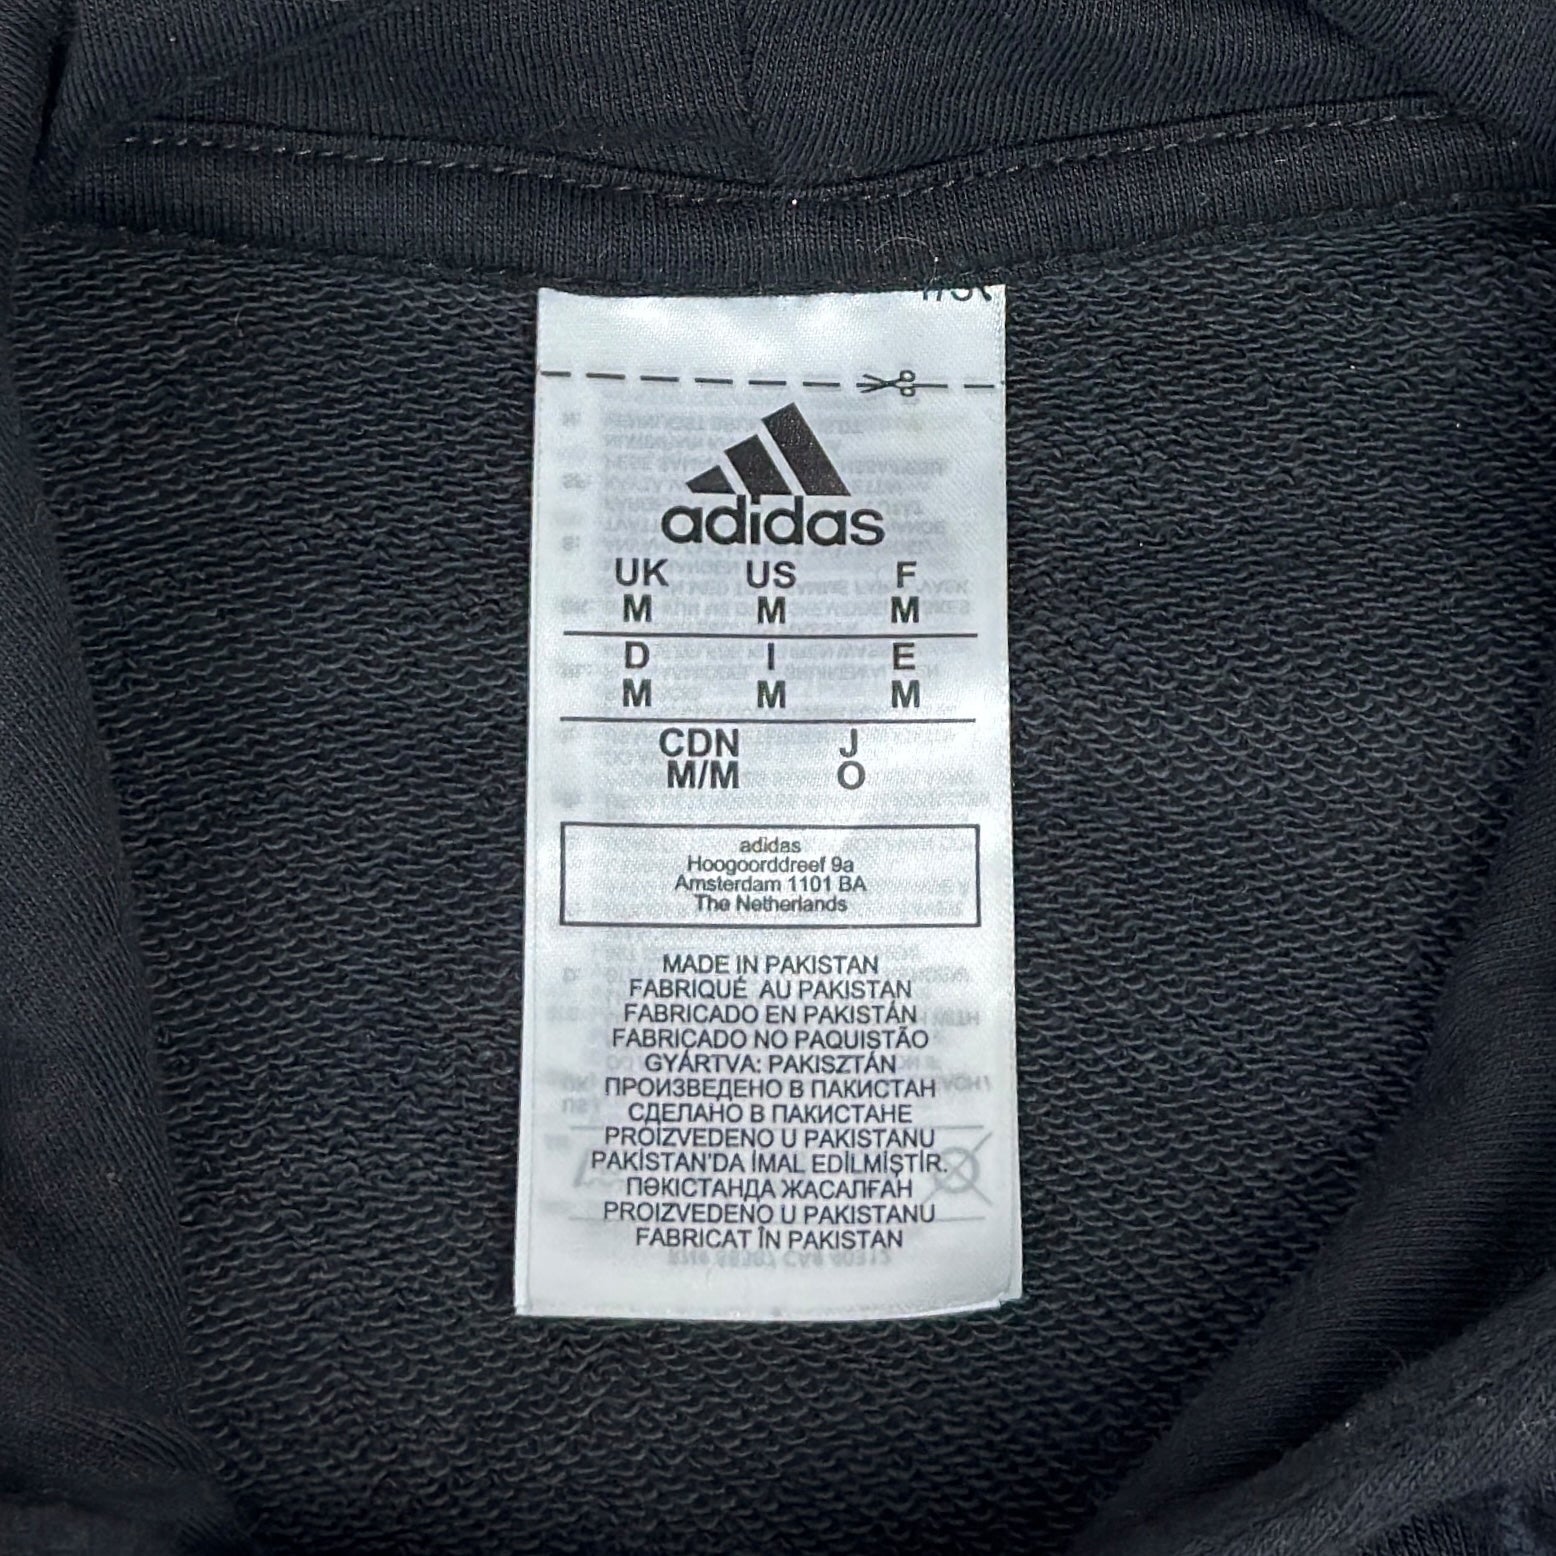 adidas
UK US F
M M M
D I E
M M M
CDN J
M/M O
adidas
Hoogoorddreef 9a
Amsterdam 1101 BA
The Netherlands
MADE IN PAKISTAN
FABRIQUÉ AU PAKISTAN
FABRICADO EN PAKISTÁN
FABRICADO NO PAQUISTÃO
GYÁRTVA: PAKISZTÁN
ПРОИЗВЕДЕНО В ПАКИСТАН
СДЕЛАНО В ПАКИСТАНЕ
PROIZVEDENO U PAKISTANU
PAKİSTAN'DA İMAL EDİLMİŞTİR.
ПӘКІСТАНДА ЖАСАЛҒАН
PROIZVEDENO U PAKISTANU
FABRICAT ÎN PAKISTAN